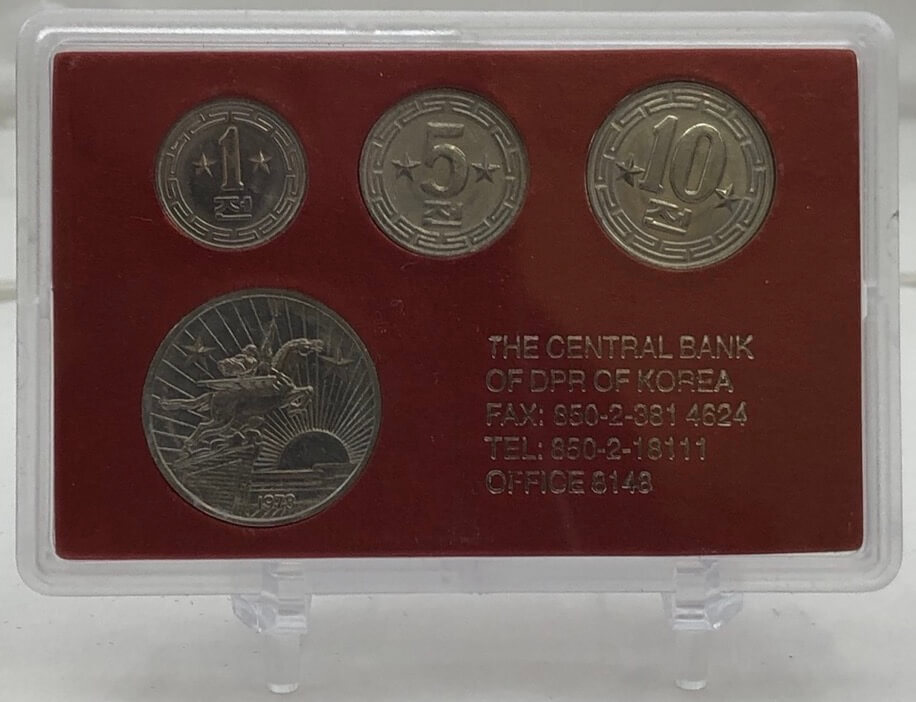 1
전
5
전
10
전
1978
THE CENTRAL BANK
OF DPR OF KOREA
FAX: 850-2-381 4624
TEL: 850-2-18111
OFFICE 8148